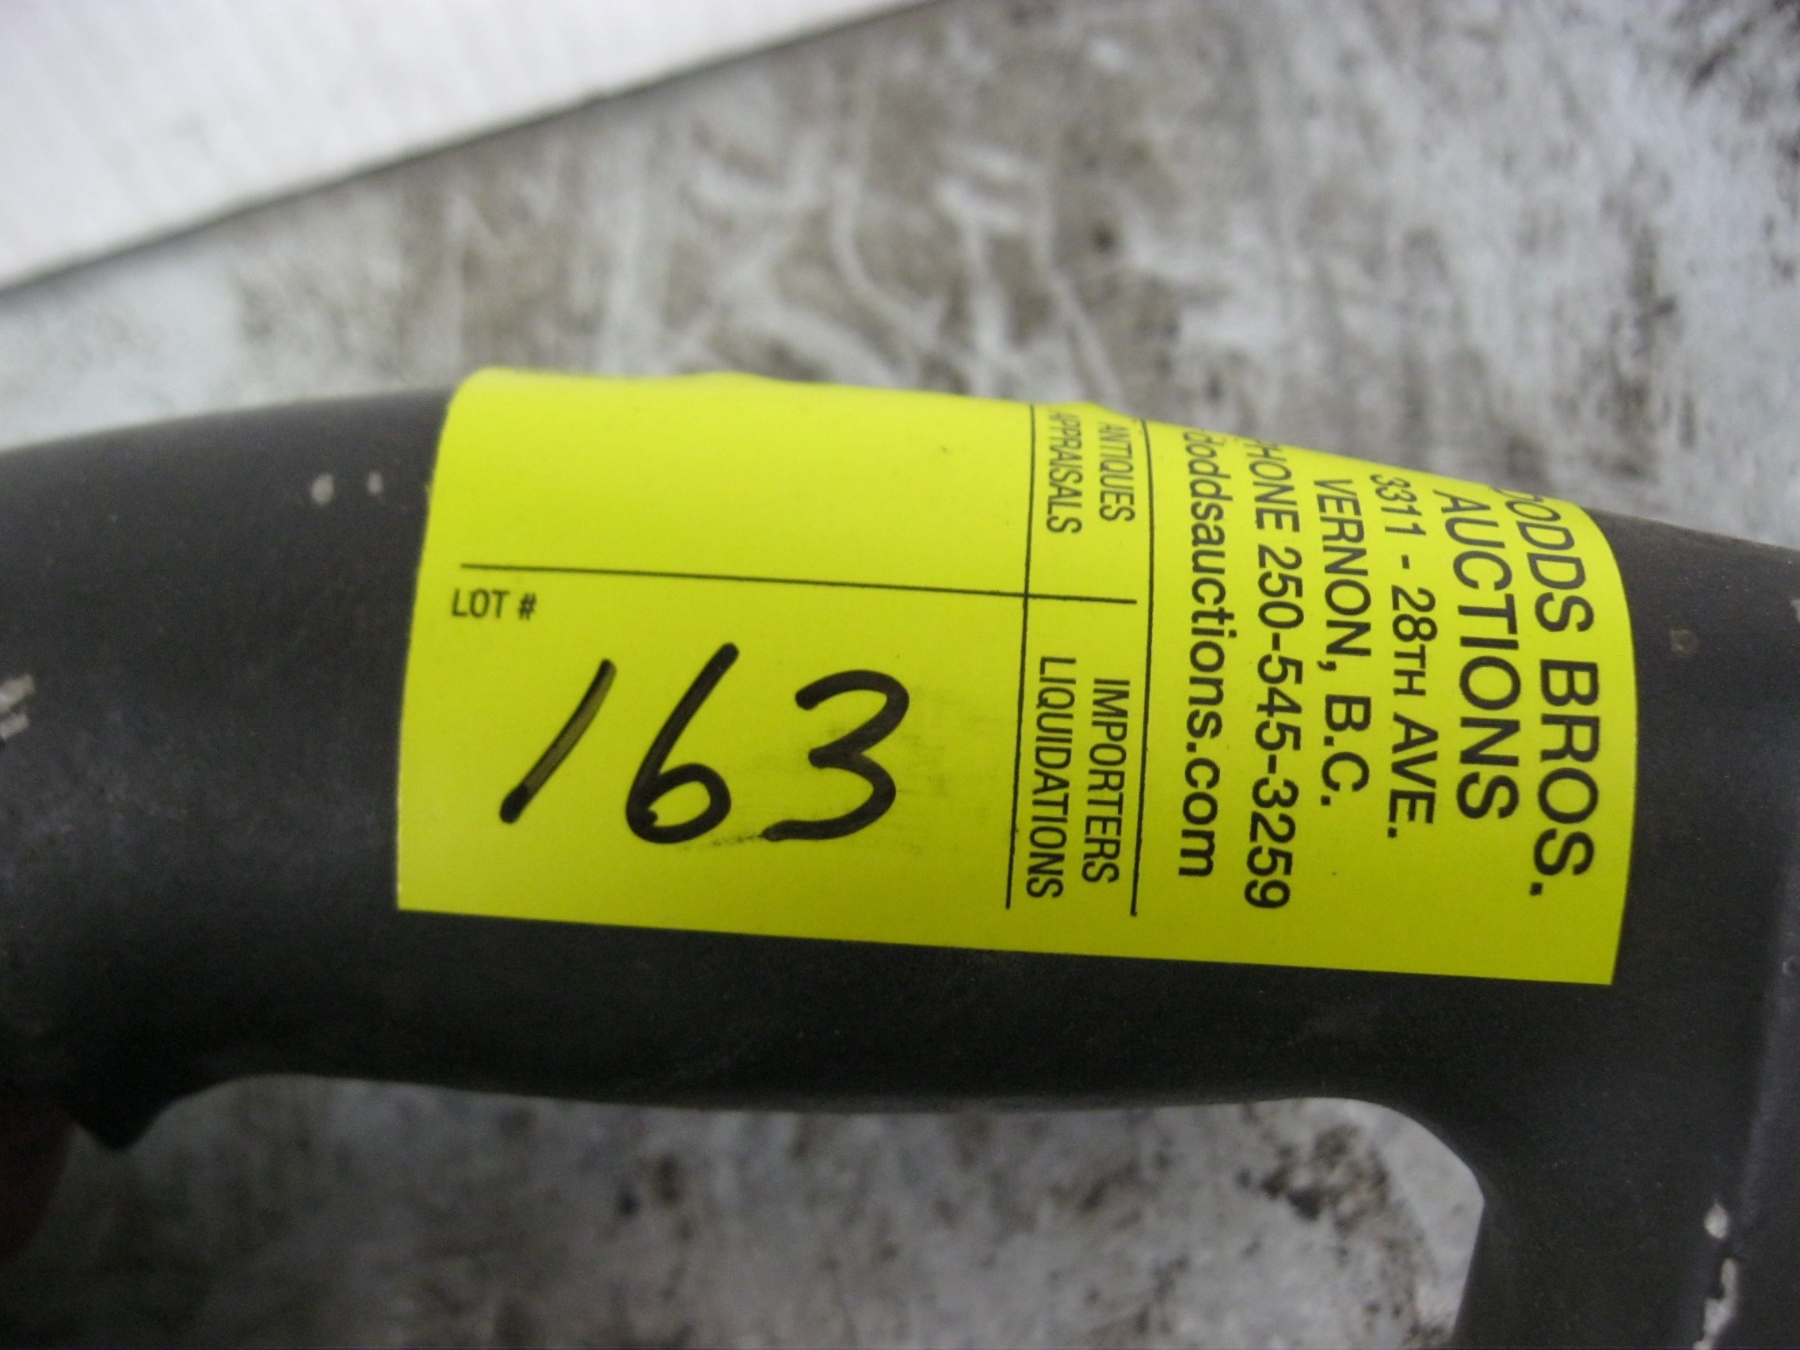 DODDS BROS.
AUCTIONS
3311 - 28TH AVE.
VERNON, B.C.
PHONE 250-545-3259
doddsauctions.com
ANTIQUES IMPORTERS
APPRAISALS LIQUIDATIONS
LOT #
163